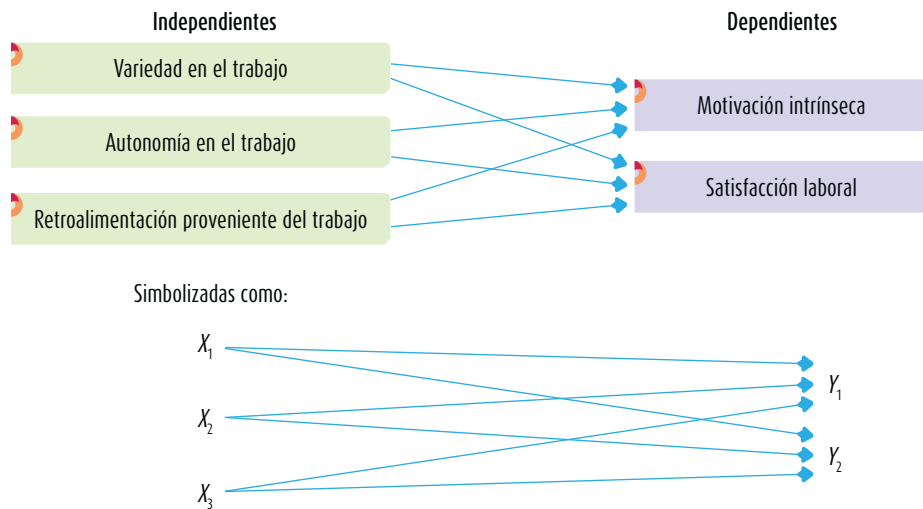 Independientes
Dependientes
Variedad en el trabajo
Motivación intrínseca
Autonomía en el trabajo
Satisfacción laboral
Retroalimentación proveniente del trabajo
Simbolizadas como:
X₁
Y₁
X₂
Y₂
X₃